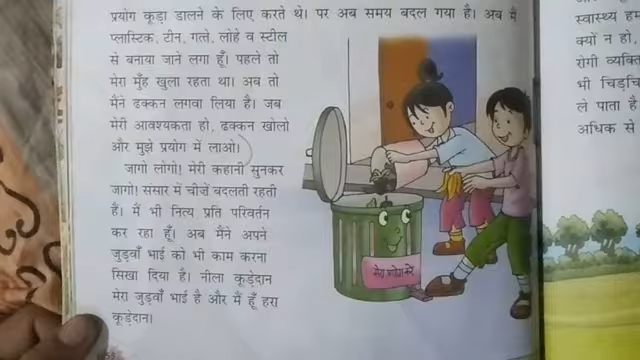 प्रयोग कूड़ा डालने के लिए करते थे। पर अब समय बदल गया है। अब मैं
प्लास्टिक, टीन, गत्ते, लोहे व स्टील
से बनाया जाने लगा हूँ। पहले तो
मेरा मुँह खुला रहता था। अब तो
मैंने ढक्कन लगवा लिया है। जब
मेरी आवश्यकता हो, ढक्कन खोलो
और मुझे प्रयोग में लाओ।
जागो लोगो! मेरी कहानी सुनकर
जागो! संसार में चीज़ें बदलती रहती
हैं। मैं भी नित्य प्रति परिवर्तन
कर रहा हूँ। अब मैंने अपने
जुड़वाँ भाई को भी काम करना
सिखा दिया है। नीला कूड़ेदान
मेरा जुड़वाँ भाई है और मैं हूँ हरा
कूड़ेदान।
मेरा प्रयोग करें
स्वास्थ्य हम
क्यों न हो,
रोगी व्यक्ति
भी चिड़चि
ले पाता है
अधिक से